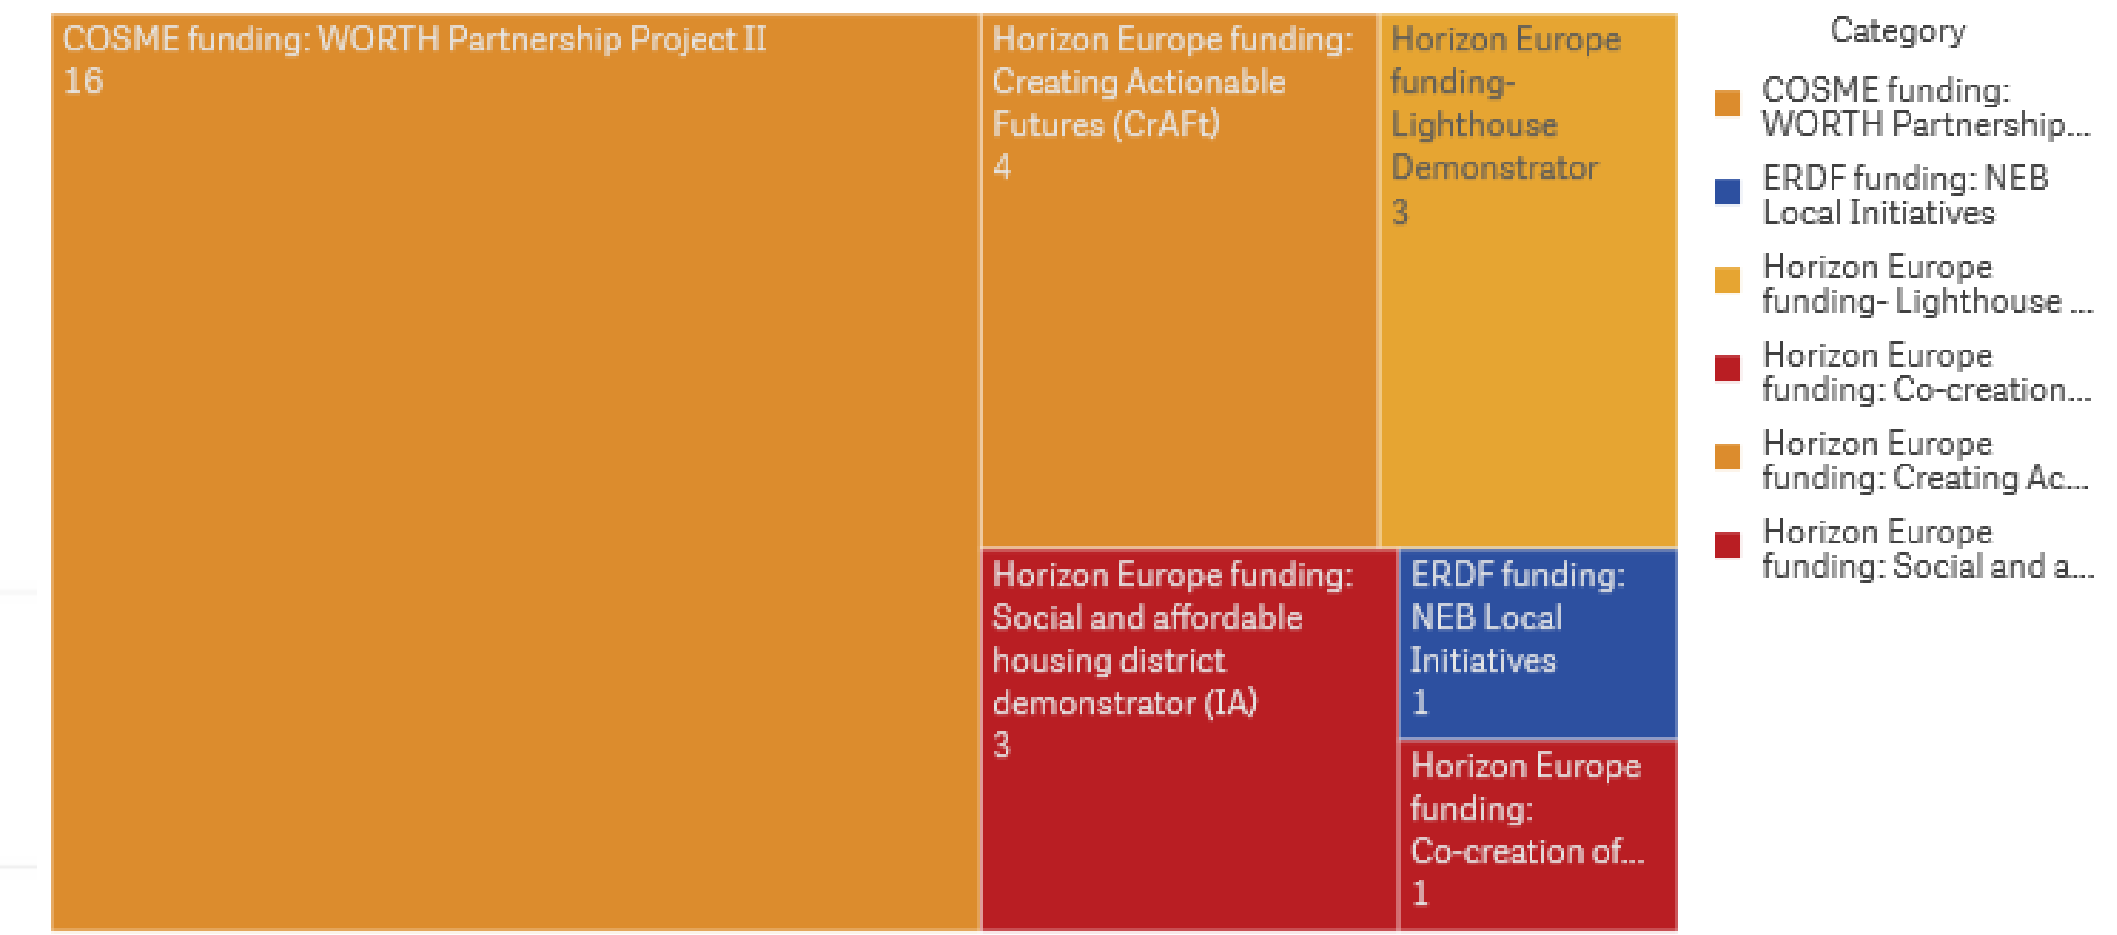 COSME funding: WORTH Partnership Project II
16
Horizon Europe funding:
Creating Actionable
Futures (CrAFt)
4
Horizon Europe
funding-
Lighthouse
Demonstrator
3
Horizon Europe funding:
Social and affordable
housing district
demonstrator (IA)
3
ERDF funding:
NEB Local
Initiatives
1
Horizon Europe
funding:
Co-creation of...
1
Category
COSME funding:
WORTH Partnership...
ERDF funding: NEB
Local Initiatives
Horizon Europe
funding- Lighthouse ...
Horizon Europe
funding: Co-creation...
Horizon Europe
funding: Creating Ac...
Horizon Europe
funding: Social and a...